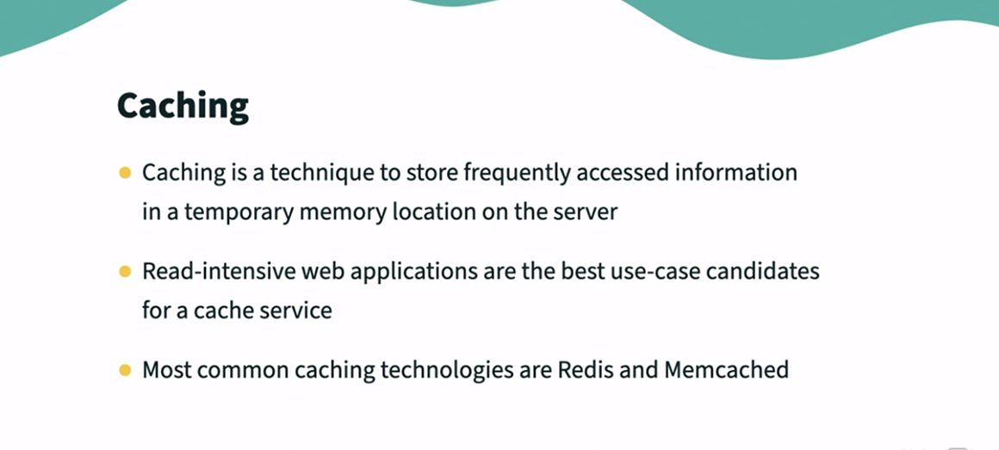 Caching
Caching is a technique to store frequently accessed information
in a temporary memory location on the server
Read-intensive web applications are the best use-case candidates
for a cache service
Most common caching technologies are Redis and Memcached